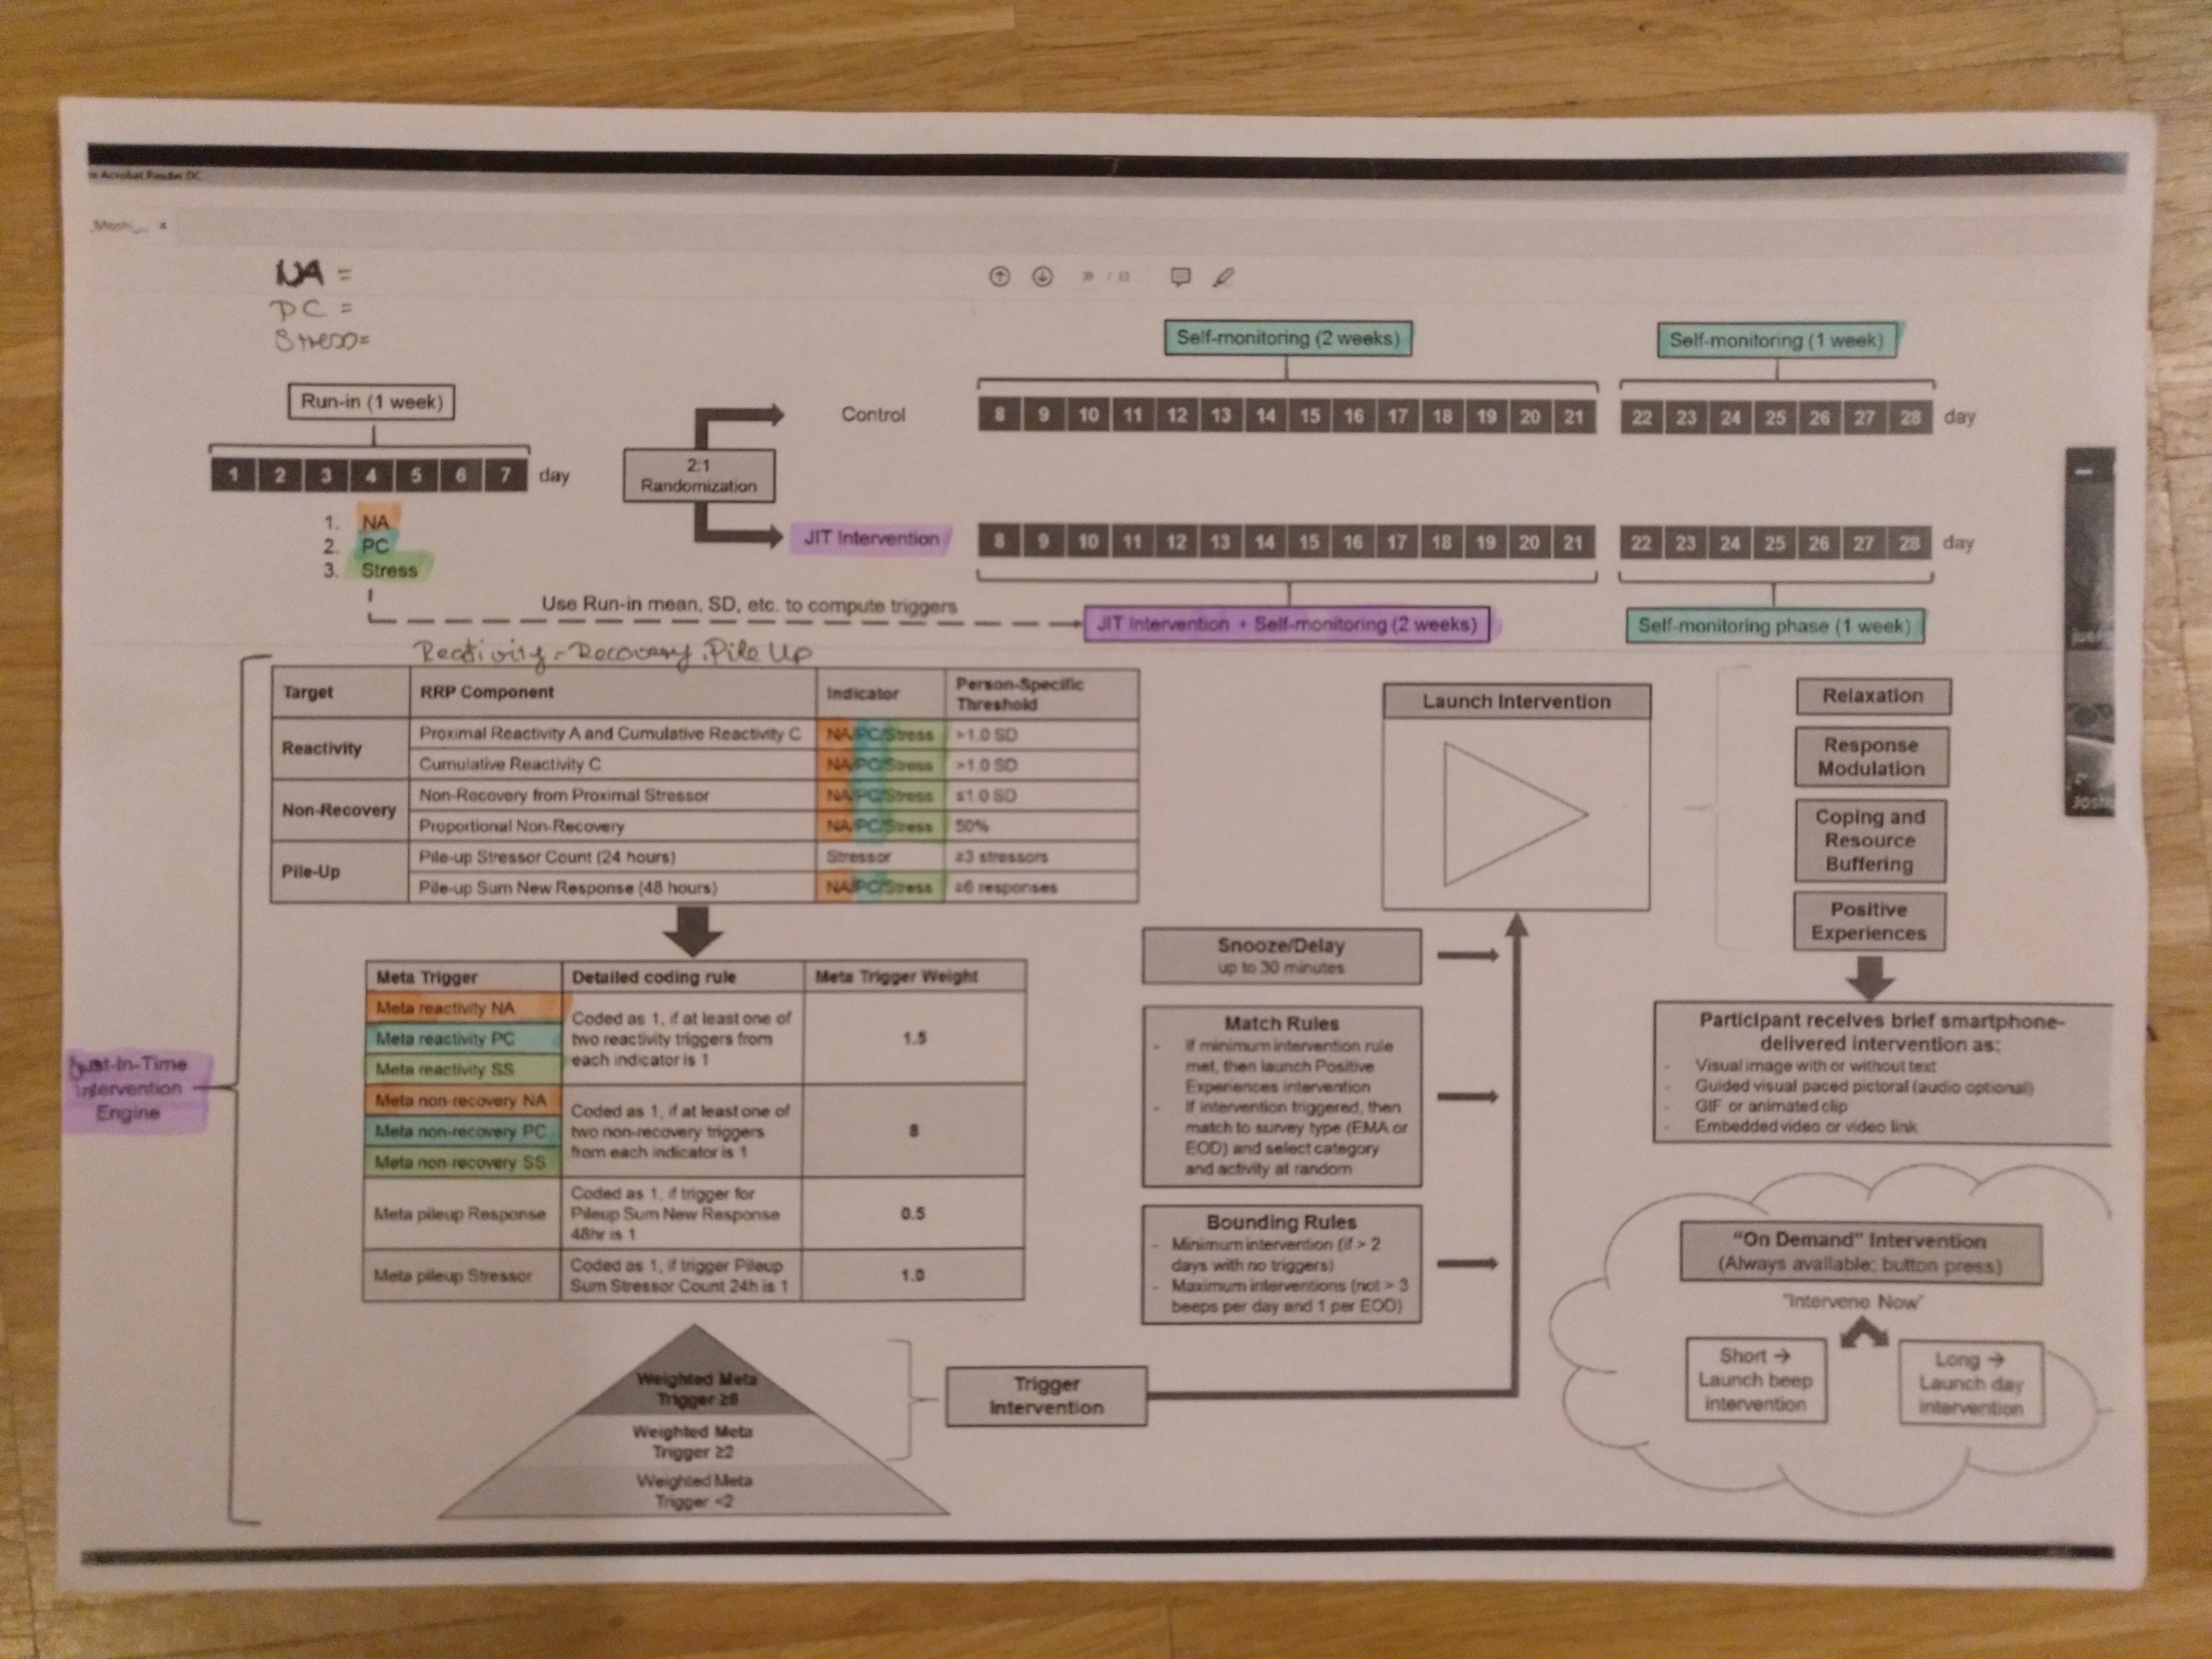 Acrobat Reader DC
NA =
PC =
Stress=
Self-monitoring (2 weeks)
Self-monitoring (1 week)
Run-in (1 week)
Control
8 9 10 11 12 13 14 15 16 17 18 19 20 21
22 23 24 25 26 27 28 day
1 2 3 4 5 6 7 day
2:1
Randomization
1. NA
2. PC
3. Stress
JIT Intervention
8 9 10 11 12 13 14 15 16 17 18 19 20 21
22 23 24 25 26 27 28 day
Use Run-in mean, SD, etc. to compute triggers
JIT Intervention + Self-monitoring (2 weeks)
Self-monitoring phase (1 week)
Reactivity-Recovery.Pile Up
Target RRP Component Indicator Person-Specific Threshold
Reactivity
Proximal Reactivity A and Cumulative Reactivity C NA/PC/Stress >1.0 SD
Cumulative Reactivity C NA/PC/Stress >1.0 SD
Non-Recovery
Non-Recovery from Proximal Stressor NA/PC/Stress ≤1.0 SD
Proportional Non-Recovery NA/PC/Stress 50%
Pile-Up
Pile-up Stressor Count (24 hours) Stressor ≥3 stressors
Pile-up Sum New Response (48 hours) NA/PC/Stress ≥6 responses
Just-In-Time
Intervention
Engine
Meta Trigger Detailed coding rule Meta Trigger Weight
Meta reactivity NA
Meta reactivity PC
Meta reactivity SS
Coded as 1, if at least one of
two reactivity triggers from
each indicator is 1
1.5
Meta non-recovery NA
Meta non-recovery PC
Meta non-recovery SS
Coded as 1, if at least one of
two non-recovery triggers
from each indicator is 1
8
Meta pileup Response
Coded as 1, if trigger for
Pileup Sum New Response
48hr is 1
0.5
Meta pileup Stressor
Coded as 1, if trigger Pileup
Sum Stressor Count 24h is 1
1.0
Weighted Meta
Trigger ≥8
Weighted Meta
Trigger ≥2
Weighted Meta
Trigger <2
Trigger
Intervention
Launch Intervention
Snooze/Delay
up to 30 minutes
Match Rules
- If minimum intervention rule
met, then launch Positive
Experiences intervention
- If intervention triggered, then
match to survey type (EMA or
EOD) and select category
and activity at random
Bounding Rules
- Minimum intervention (if > 2
days with no triggers)
- Maximum interventions (not > 3
beeps per day and 1 per EOD)
Relaxation
Response
Modulation
Coping and
Resource
Buffering
Positive
Experiences
Participant receives brief smartphone-
delivered intervention as:
- Visual image with or without text
- Guided visual paced pictoral (audio optional)
- GIF or animated clip
- Embedded video or video link
“On Demand” Intervention
(Always available; button press)
“Intervene Now”
Short →
Launch beep
intervention
Long →
Launch day
intervention